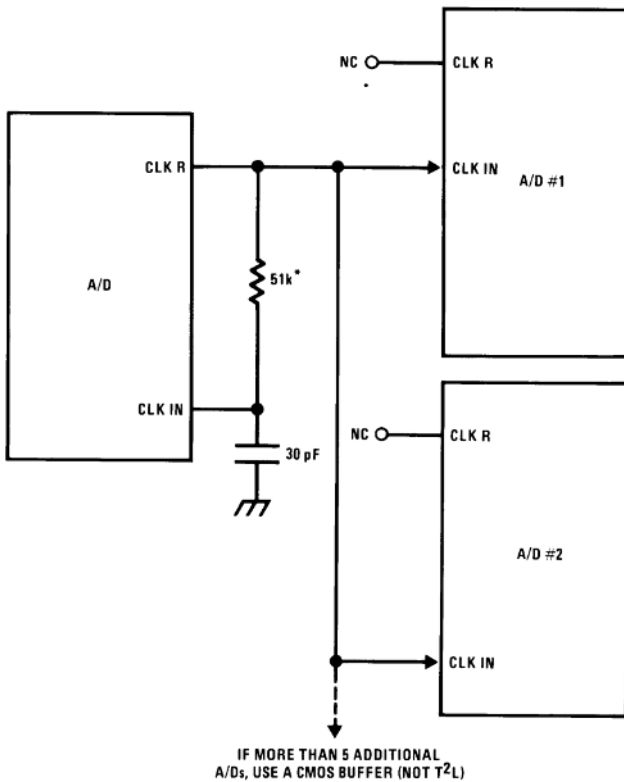 NC
CLK R
CLK R
CLK IN
A/D #1
51k*
A/D
CLK IN
NC
CLK R
30 pF
A/D #2
CLK IN
IF MORE THAN 5 ADDITIONAL
A/Ds, USE A CMOS BUFFER (NOT T²L)